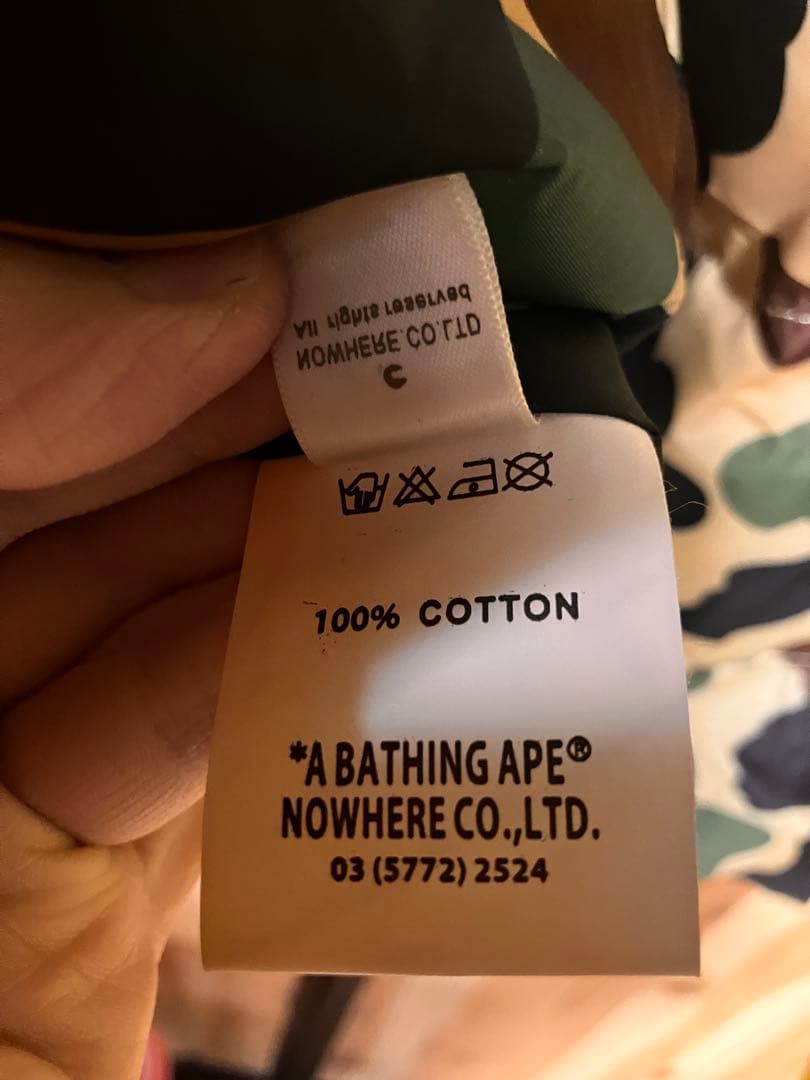 All rights reserved
NOWHERE.CO.LTD
C
100% COTTON
*A BATHING APE®
NOWHERE CO.,LTD.
03 (5772) 2524